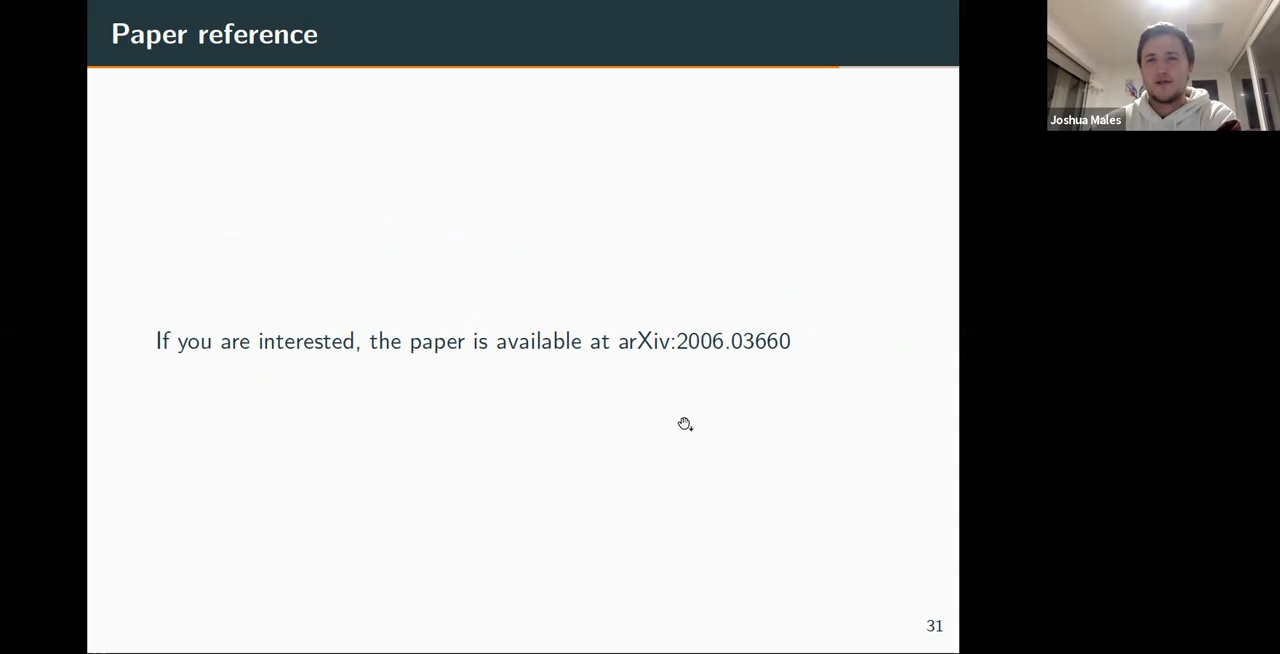 Paper reference
Joshua Males
If you are interested, the paper is available at arXiv:2006.03660
31